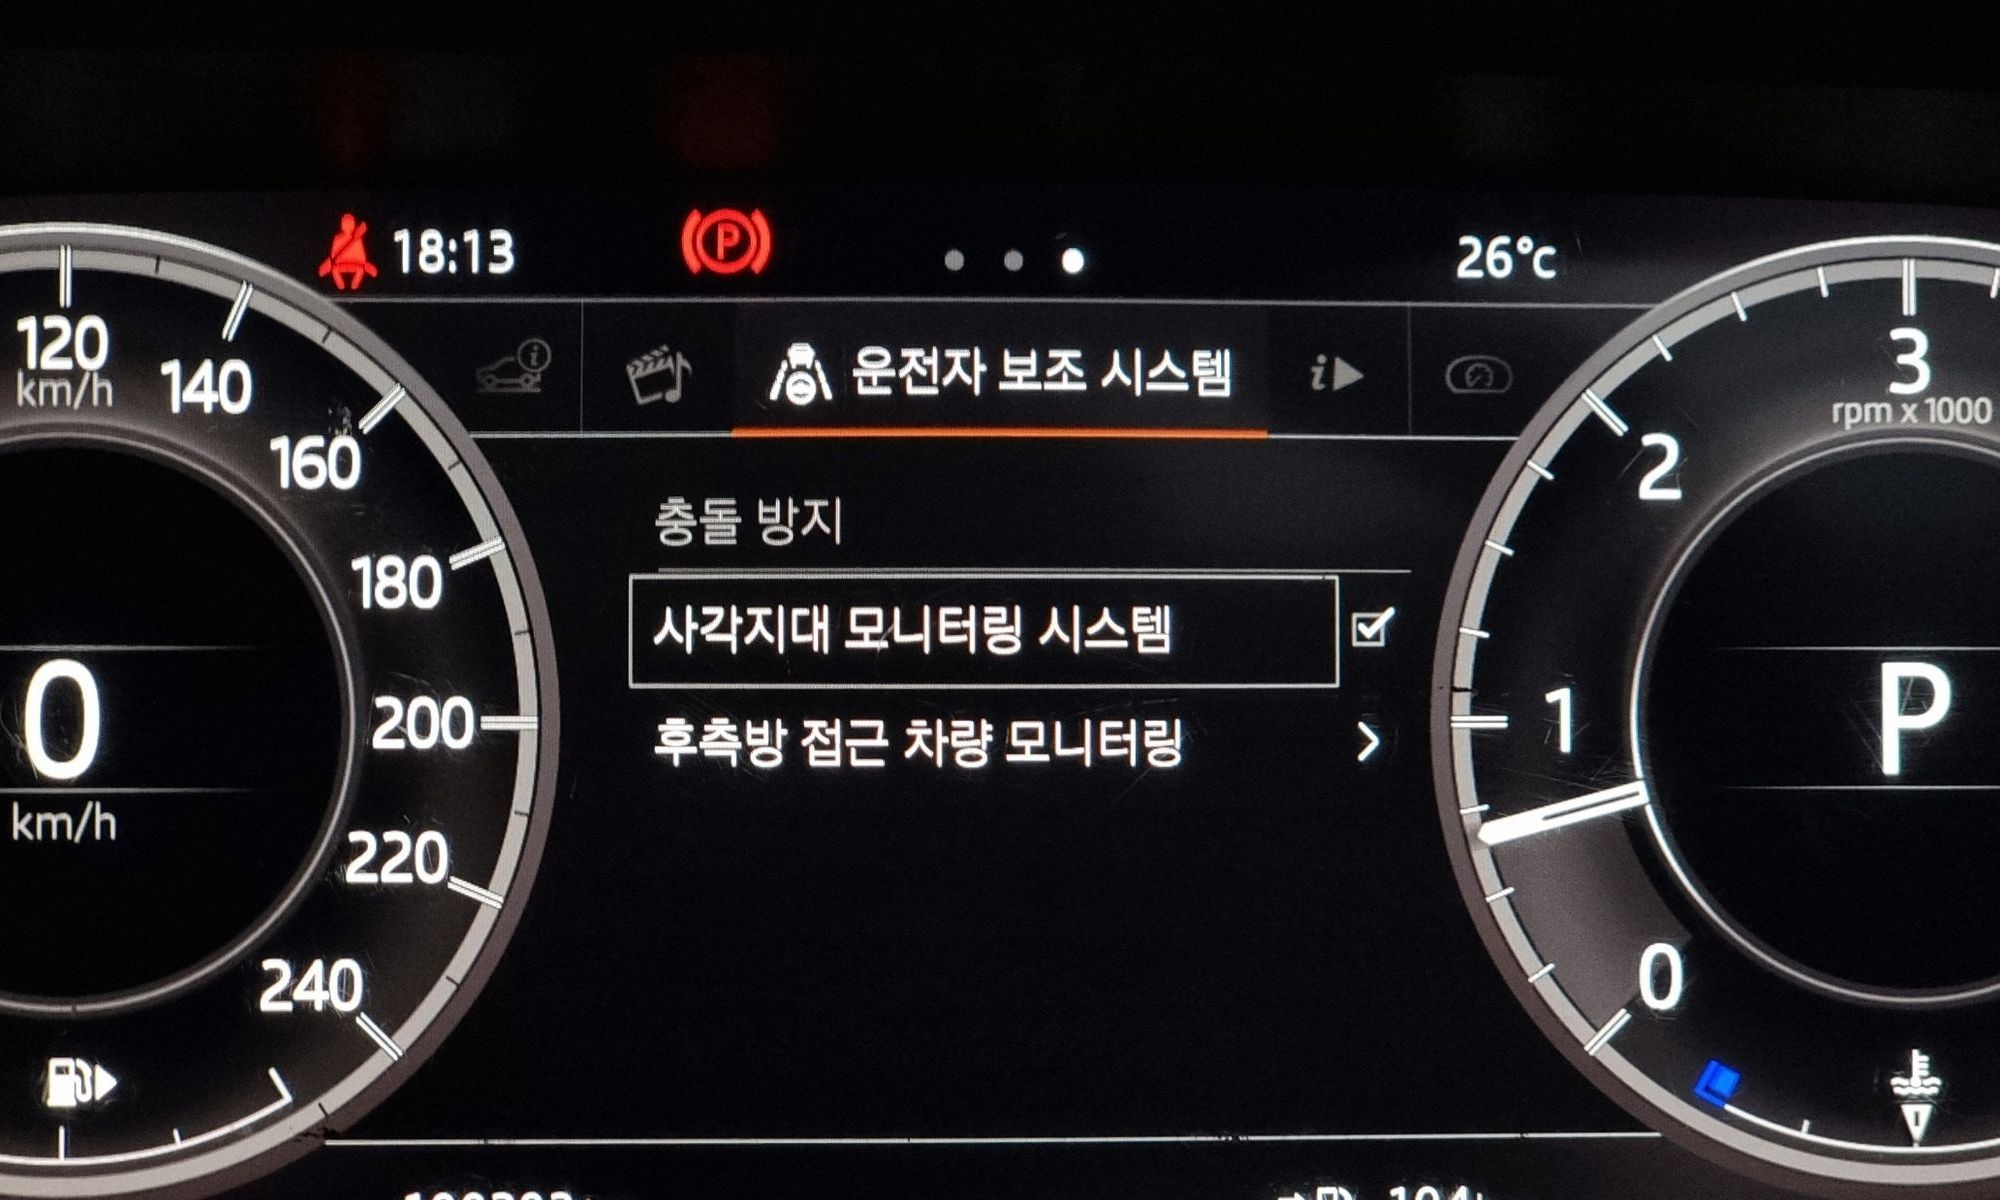 18:13
26°c
운전자 보조 시스템
i
충돌 방지
사각지대 모니터링 시스템
후측방 접근 차량 모니터링
120
km/h
140
160
180
200
220
240
0
km/h
3
rpm x 1000
2
1
0
P
P